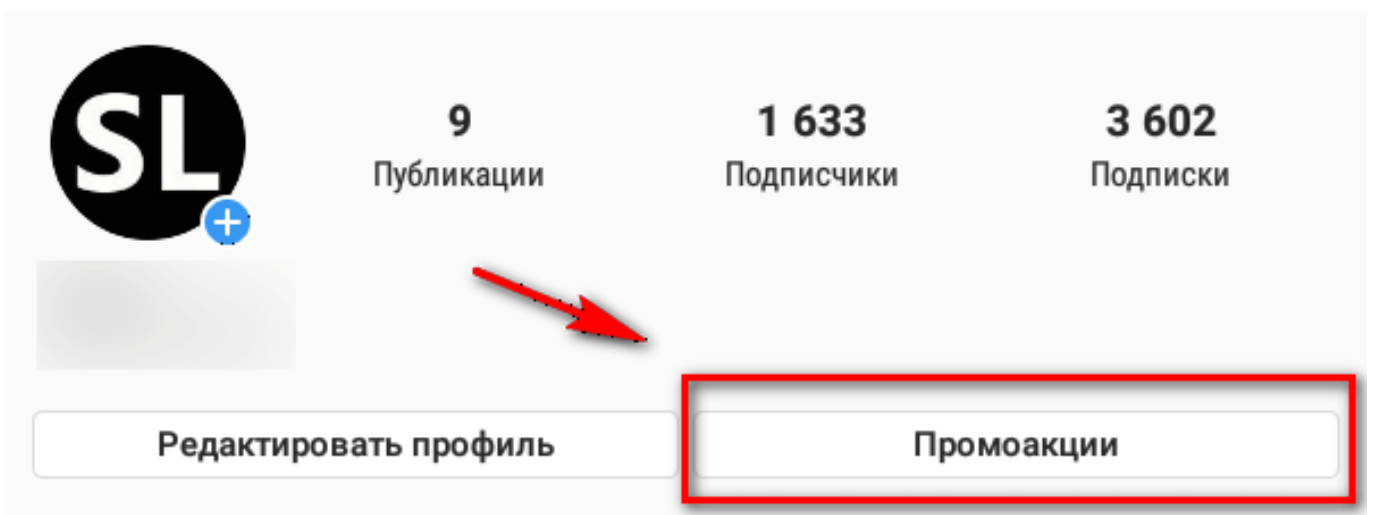 SL
9 1 633 3 602
Публикации Подписчики Подписки
Редактировать профиль Промоакции